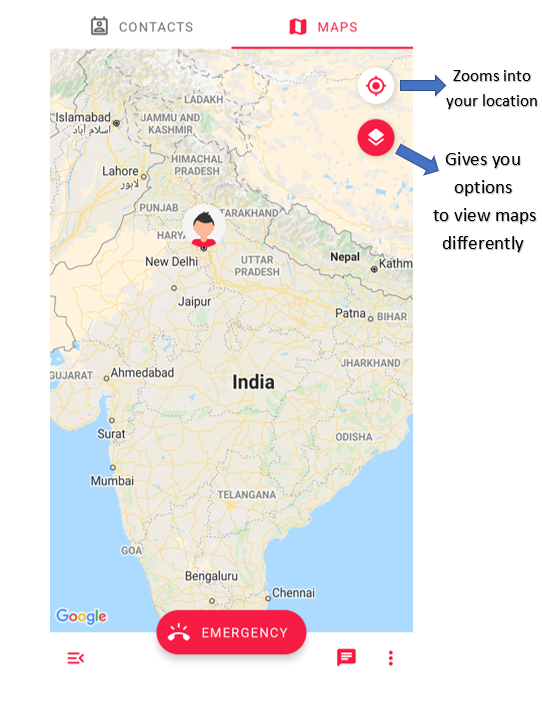 CONTACTS
MAPS
Zooms into
your location
Gives you
options
to view maps
differently
LADAKH
Islamabad
اسلام آباد
JAMMU AND
KASHMIR
HIMACHAL
PRADESH
Lahore
لاہور
PUNJAB
TARAKHAND
HARYA
New Delhi
UTTAR
PRADESH
Nepal
Kathm
Jaipur
Patna
BIHAR
GUJARAT
Ahmedabad
JHARKHAND
India
Surat
ODISHA
Mumbai
TELANGANA
GOA
Bengaluru
Chennai
Google
EMERGENCY